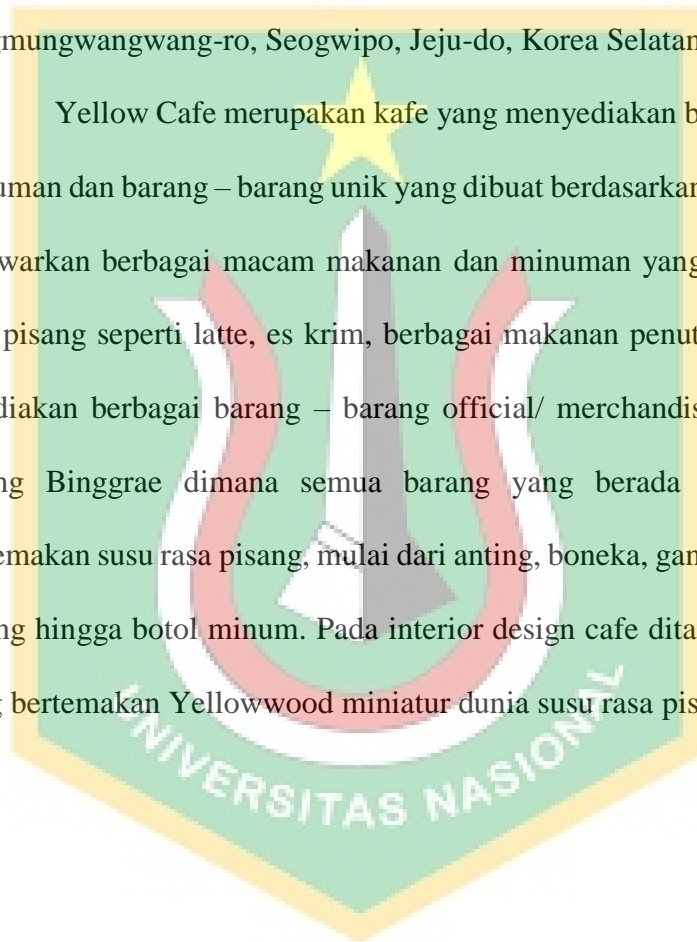 gmungwangwang-ro, Seogwipo, Jeju-do, Korea Selatan
Yellow Cafe merupakan kafe yang menyediakan b
uman dan barang – barang unik yang dibuat berdasarkan
warkan berbagai macam makanan dan minuman yang
pisang seperti latte, es krim, berbagai makanan penut
diakan berbagai barang – barang official/ merchandis
ng Binggrae dimana semua barang yang berada
emakan susu rasa pisang, mulai dari anting, boneka, gan
ng hingga botol minum. Pada interior design cafe dita
g bertemakan Yellowwood miniatur dunia susu rasa pis
UNIVERSITAS NASIONAL